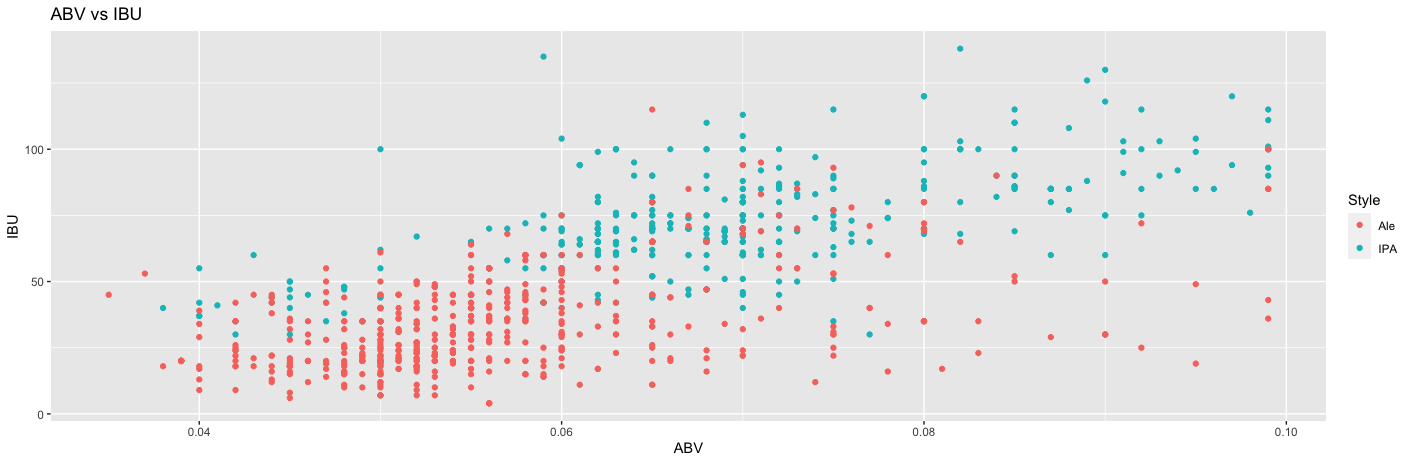 ABV vs IBU
IBU
100
50
0
0.04
0.06
0.08
0.10
ABV
Style
Ale
IPA